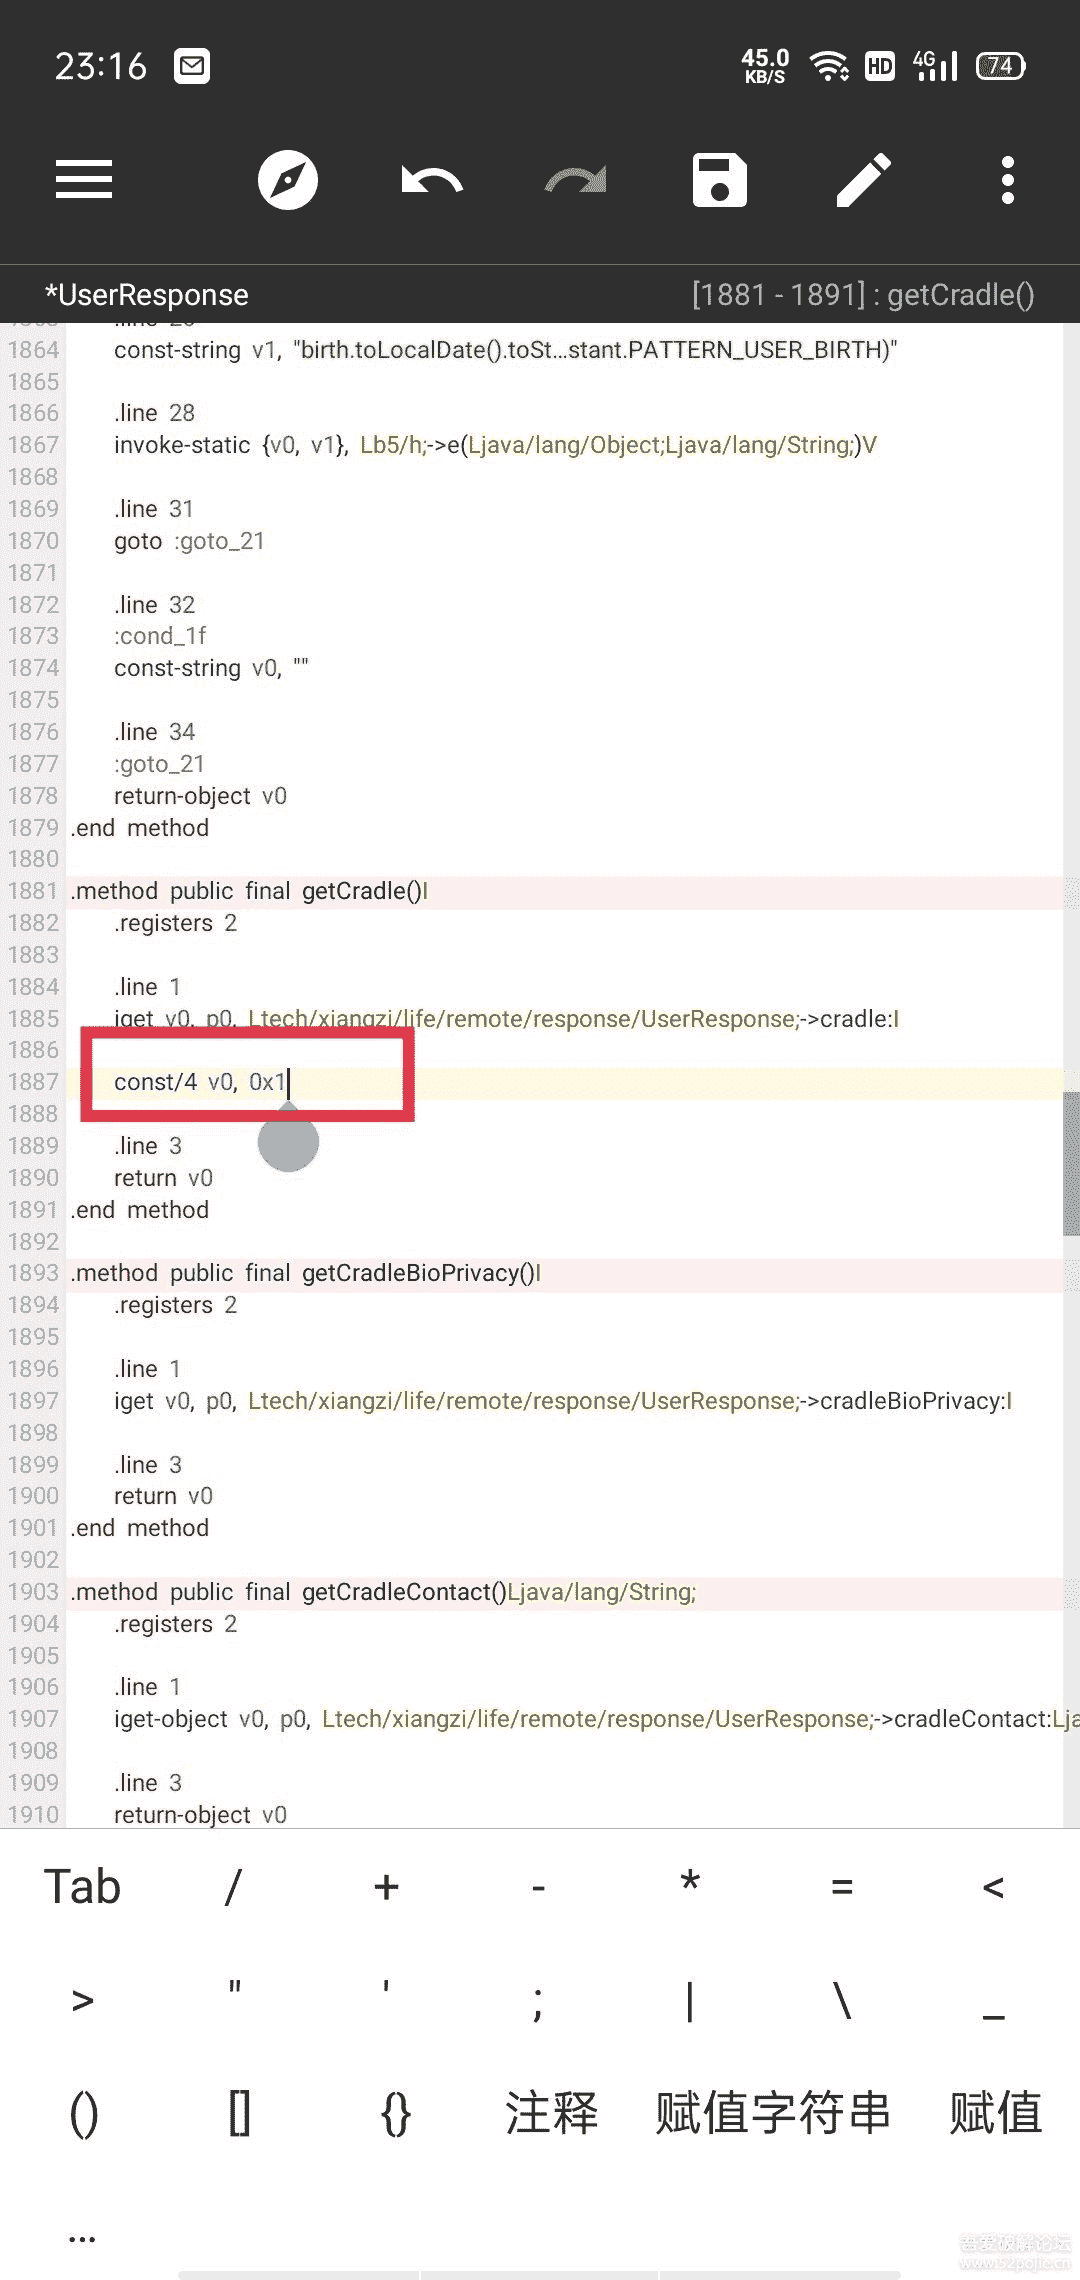 23:16
45.0
KB/S
HD
4G
74
*UserResponse
[1881 - 1891] : getCradle()
1864 const-string v1, "birth.toLocalDate().toSt...stant.PATTERN_USER_BIRTH)"
1865
1866 .line 28
1867 invoke-static {v0, v1}, Lb5/h;->e(Ljava/lang/Object;Ljava/lang/String;)V
1868
1869 .line 31
1870 goto :goto_21
1871
1872 .line 32
1873 :cond_1f
1874 const-string v0, ""
1875
1876 .line 34
1877 :goto_21
1878 return-object v0
1879 .end method
1880
1881 .method public final getCradle()I
1882 .registers 2
1883
1884 .line 1
1885 iget v0, p0, Ltech/xiangzi/life/remote/response/UserResponse;->cradle:I
1886
1887 const/4 v0, 0x1
1888
1889 .line 3
1890 return v0
1891 .end method
1892
1893 .method public final getCradleBioPrivacy()I
1894 .registers 2
1895
1896 .line 1
1897 iget v0, p0, Ltech/xiangzi/life/remote/response/UserResponse;->cradleBioPrivacy:I
1898
1899 .line 3
1900 return v0
1901 .end method
1902
1903 .method public final getCradleContact()Ljava/lang/String;
1904 .registers 2
1905
1906 .line 1
1907 iget-object v0, p0, Ltech/xiangzi/life/remote/response/UserResponse;->cradleContact:Lja
1908
1909 .line 3
1910 return-object v0
Tab / + - * = <
> " ' ; | \ _
() [] {} 注释 赋值字符串 赋值
...
吾爱破解论坛
www.52pojie.cn